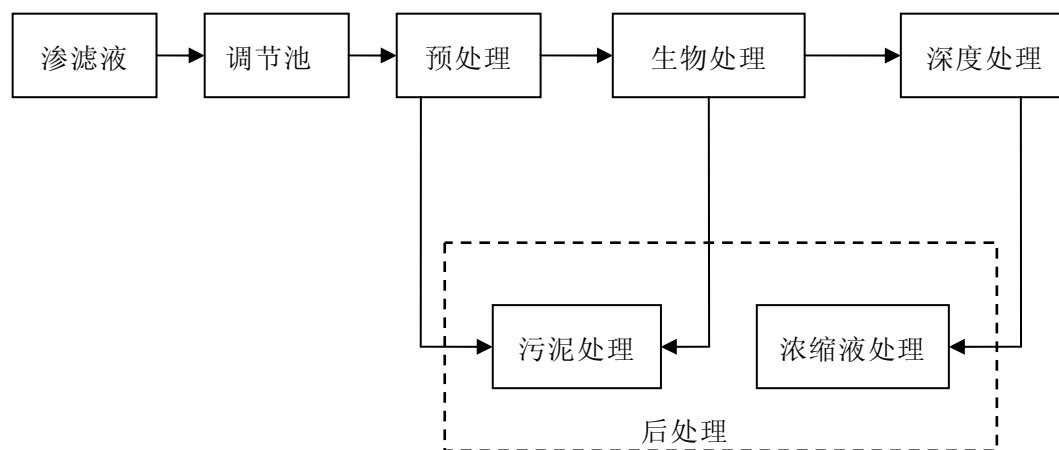 渗滤液
调节池
预处理
生物处理
深度处理
污泥处理
浓缩液处理
后处理